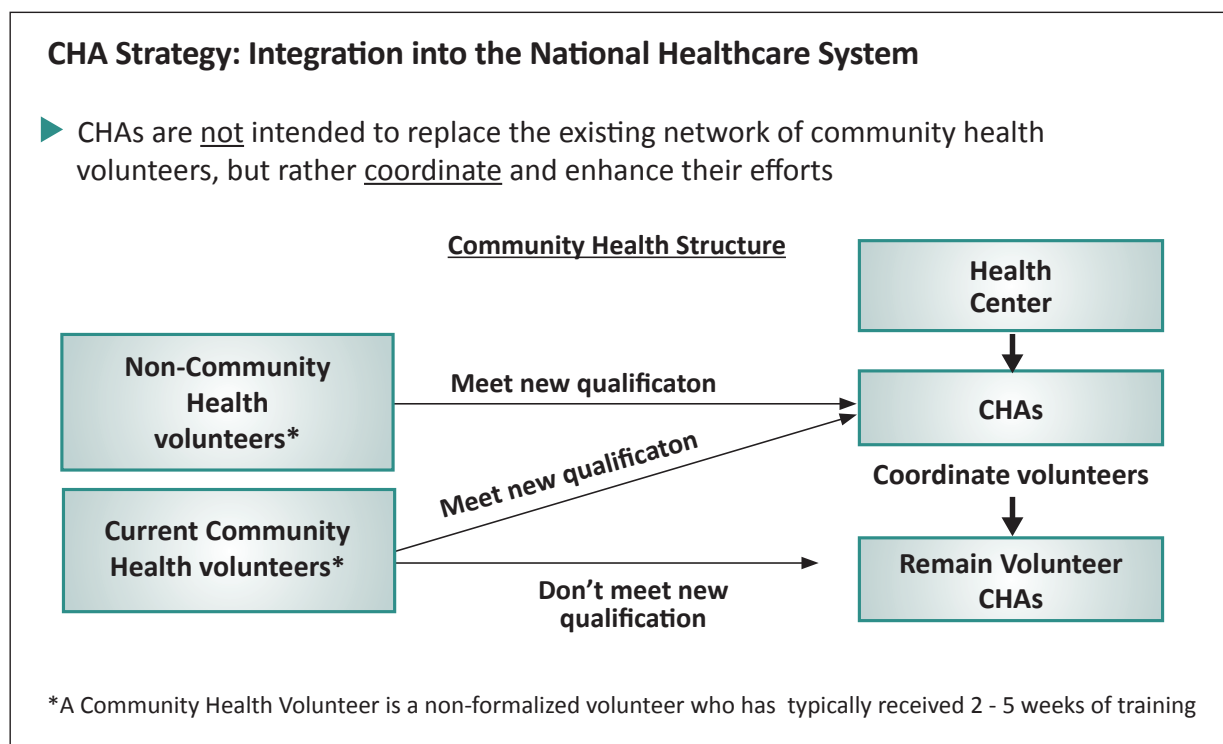 CHA Strategy: Integration into the National Healthcare System
CHAs are not intended to replace the existing network of community health
volunteers, but rather coordinate and enhance their efforts
Community Health Structure
Health
Center
Non-Community
Health
volunteers*
Meet new qualificaton
CHAs
Meet new qualificaton
Coordinate volunteers
Current Community
Health volunteers*
Don’t meet new
qualification
Remain Volunteer
CHAs
*A Community Health Volunteer is a non-formalized volunteer who has typically received 2 - 5 weeks of training